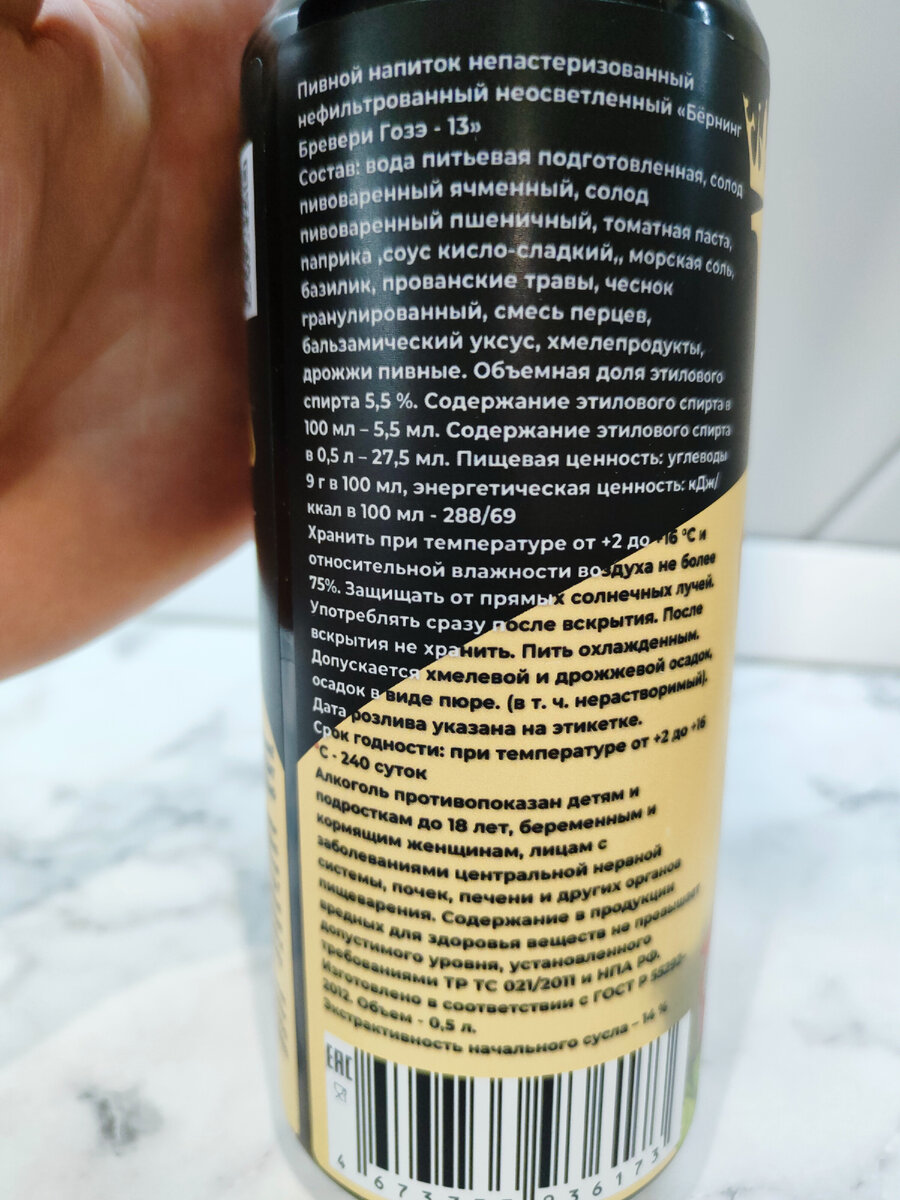 Пивной напиток непастеризованный
нефильтрованный неосветленный «Бёрнинг
Бревери Гозэ - 13»
Состав: вода питьевая подготовленная, солод
пивоваренный ячменный, солод
пивоваренный пшеничный, томатная паста,
паприка ,соус кисло-сладкий,, морская соль,
базилик, прованские травы, чеснок
гранулированный, смесь перцев,
бальзамический уксус, хмелепродукты,
дрожжи пивные. Объемная доля этилового
спирта 5,5 %. Содержание этилового спирта в
100 мл – 5,5 мл. Содержание этилового спирта
в 0,5 л – 27,5 мл. Пищевая ценность: углеводы
9 г в 100 мл, энергетическая ценность: кДж/
ккал в 100 мл - 288/69
Хранить при температуре от +2 до +16 °С и
относительной влажности воздуха не более
75%. Защищать от прямых солнечных лучей.
Употреблять сразу после вскрытия. После
вскрытия не хранить. Пить охлажденным.
Допускается хмелевой и дрожжевой осадок,
осадок в виде пюре. (в т. ч. нерастворимый).
Дата розлива указана на этикетке.
Срок годности: при температуре от +2 до +16
°С - 240 суток
Алкоголь противопоказан детям и
подросткам до 18 лет, беременным и
кормящим женщинам, лицам с
заболеваниями центральной нервной
системы, почек, печени и других органов
пищеварения. Содержание в продукции
вредных для здоровья веществ не превышает
допустимого уровня, установленного
требованиями ТР ТС 021/2011 и НПА РФ.
Изготовлено в соответствии с ГОСТ Р 55292-
2012. Объем - 0,5 л.
Экстрактивность начального сусла – 14 %
EAC